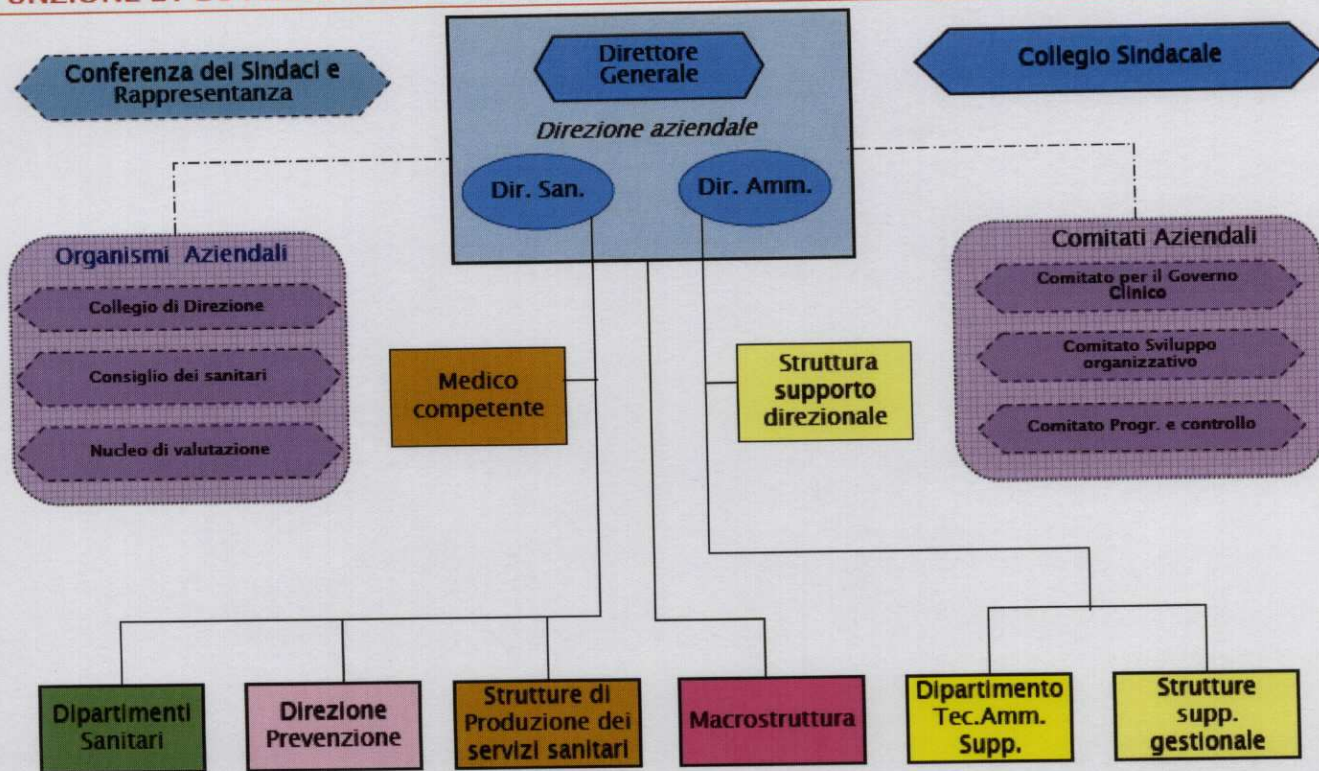 Conferenza dei Sindaci e
Rappresentanza
Direttore
Generale
Collegio Sindacale
Direzione aziendale
Dir. San.
Dir. Amm.
Organismi Aziendali
Collegio di Direzione
Consiglio dei sanitari
Nucleo di valutazione
Comitati Aziendali
Comitato per il Governo
Clinico
Comitato Sviluppo
organizzativo
Comitato Progr. e controllo
Medico
competente
Struttura
supporto
direzionale
Dipartimenti
Sanitari
Direzione
Prevenzione
Strutture di
Produzione dei
servizi sanitari
Macrostruttura
Dipartimento
Tec.Amm.
Supp.
Strutture
supp.
gestionale